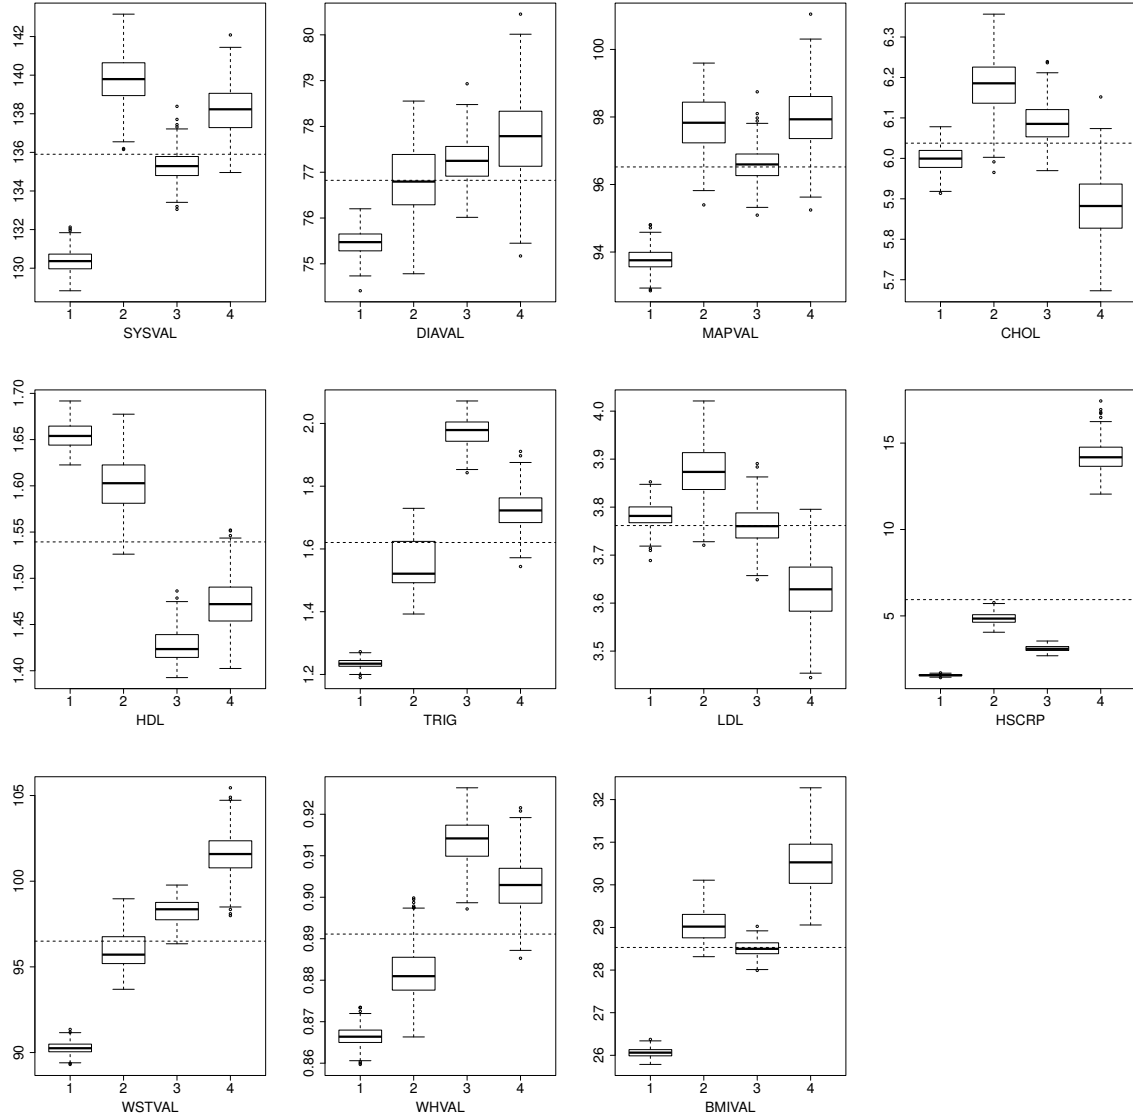 142
140
138
136
134
132
130
1 2 3 4
SYSVAL
80
79
78
77
76
75
1 2 3 4
DIAVAL
100
98
96
94
1 2 3 4
MAPVAL
6.3
6.2
6.1
6.0
5.9
5.8
5.7
1 2 3 4
CHOL
1.70
1.65
1.60
1.55
1.50
1.45
1.40
1 2 3 4
HDL
2.0
1.8
1.6
1.4
1.2
1 2 3 4
TRIG
4.0
3.9
3.8
3.7
3.6
3.5
1 2 3 4
LDL
15
10
5
1 2 3 4
HSCRP
105
100
95
90
1 2 3 4
WSTVAL
0.92
0.91
0.90
0.89
0.88
0.87
0.86
1 2 3 4
WHVAL
32
31
30
29
28
27
26
1 2 3 4
BMIVAL